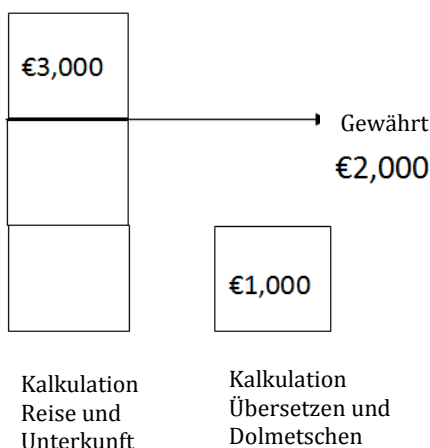 €3,000
Gewährt
€2,000
€1,000
Kalkulation
Reise und
Unterkunft
Kalkulation
Übersetzen und
Dolmetschen